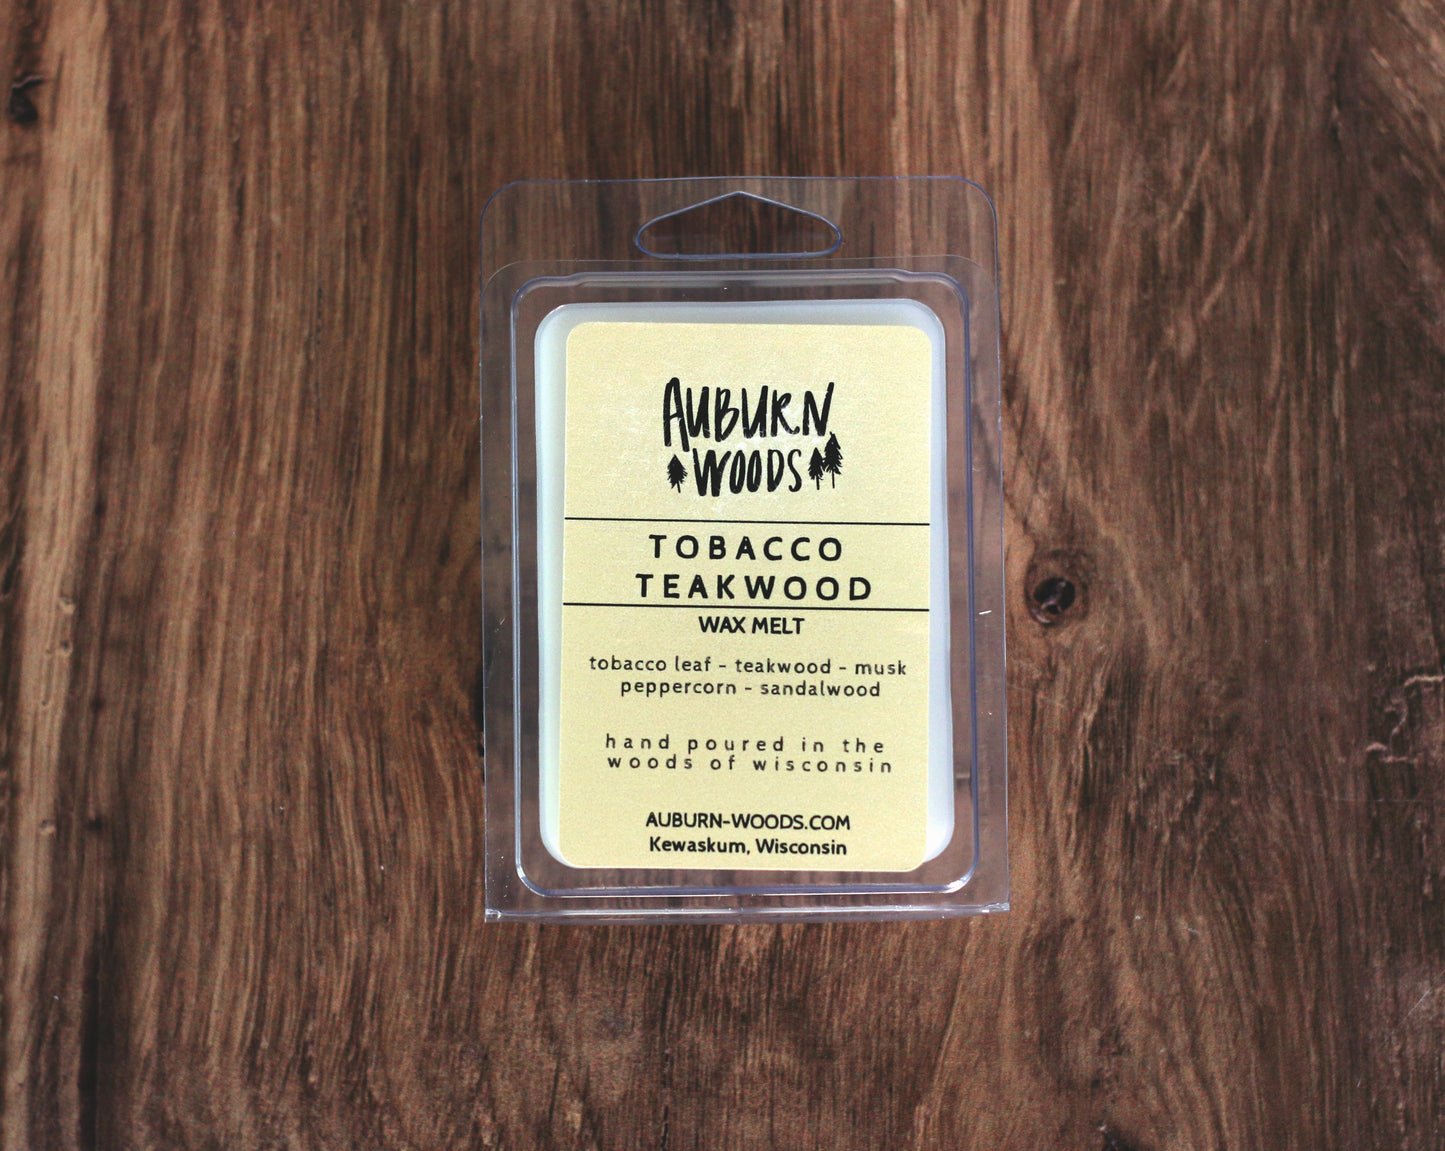 AUBURN
WOODS
TOBACCO
TEAKWOOD
WAX MELT
tobacco leaf - teakwood - musk
peppercorn - sandalwood
hand poured in the
woods of wisconsin
AUBURN-WOODS.COM
Kewaskum, Wisconsin